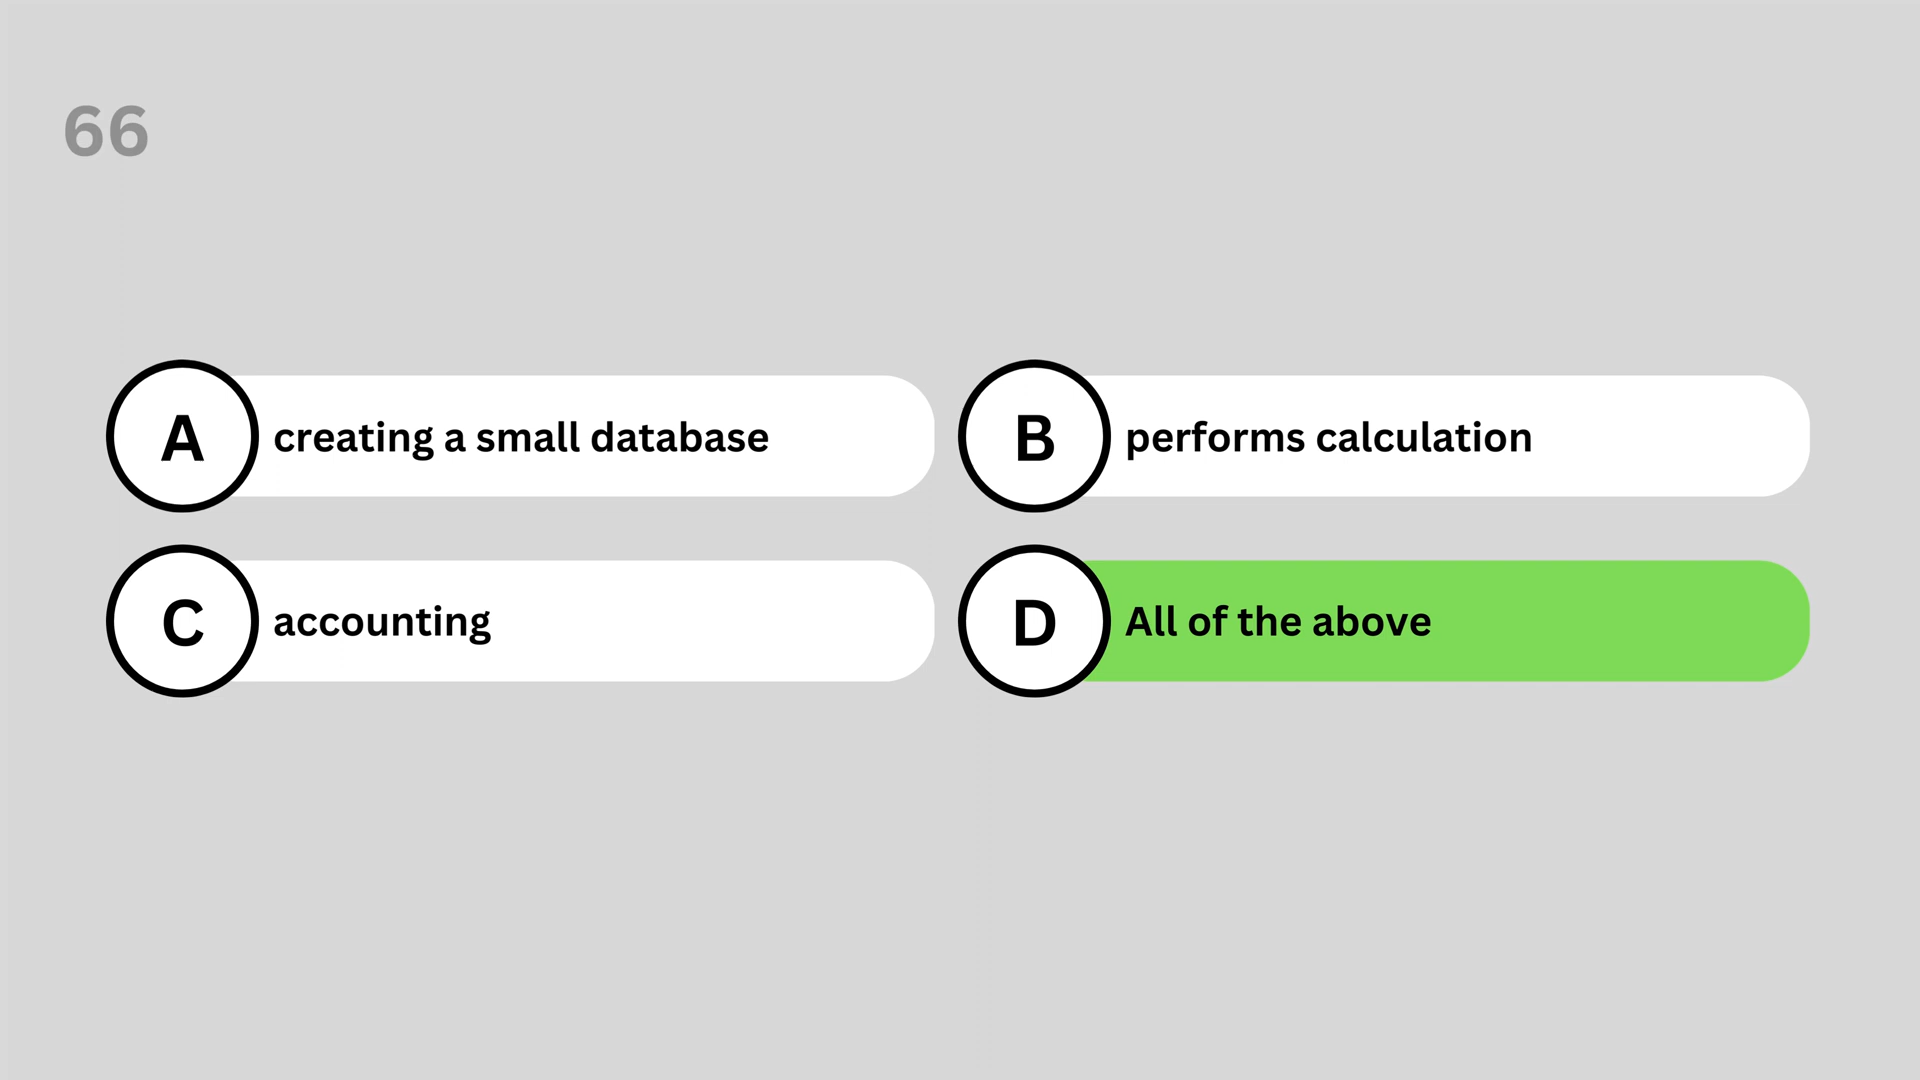 66
A creating a small database
B performs calculation
C accounting
D All of the above